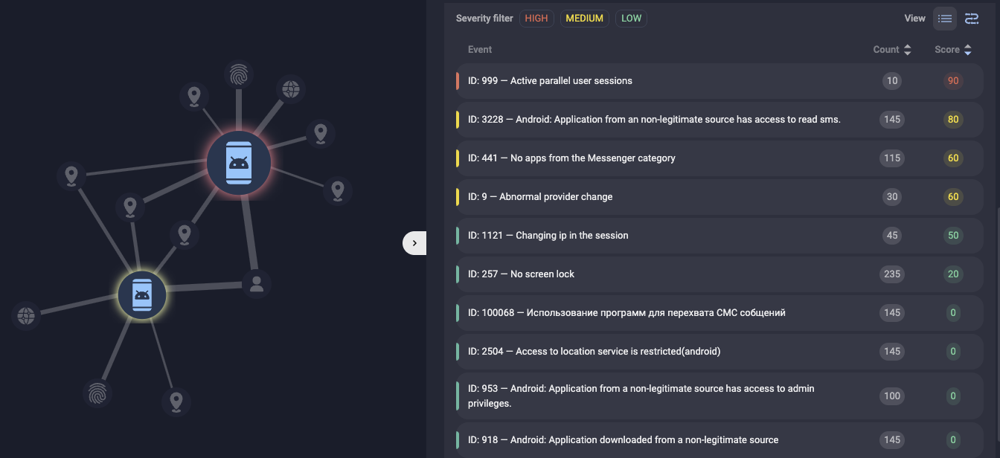 Severity filter HIGH MEDIUM LOW View
Event Count Score
ID: 999 — Active parallel user sessions 10 90
ID: 3228 — Android: Application from an non-legitimate source has access to read sms. 145 80
ID: 441 — No apps from the Messenger category 115 60
ID: 9 — Abnormal provider change 30 60
ID: 1121 — Changing ip in the session 45 50
ID: 257 — No screen lock 235 20
ID: 100068 — Использование программ для перехвата СМС собщений 145 0
ID: 2504 — Access to location service is restricted(android) 145 0
ID: 953 — Android: Application from a non-legitimate source has access to admin
privileges. 100 0
ID: 918 — Android: Application downloaded from a non-legitimate source 145 0